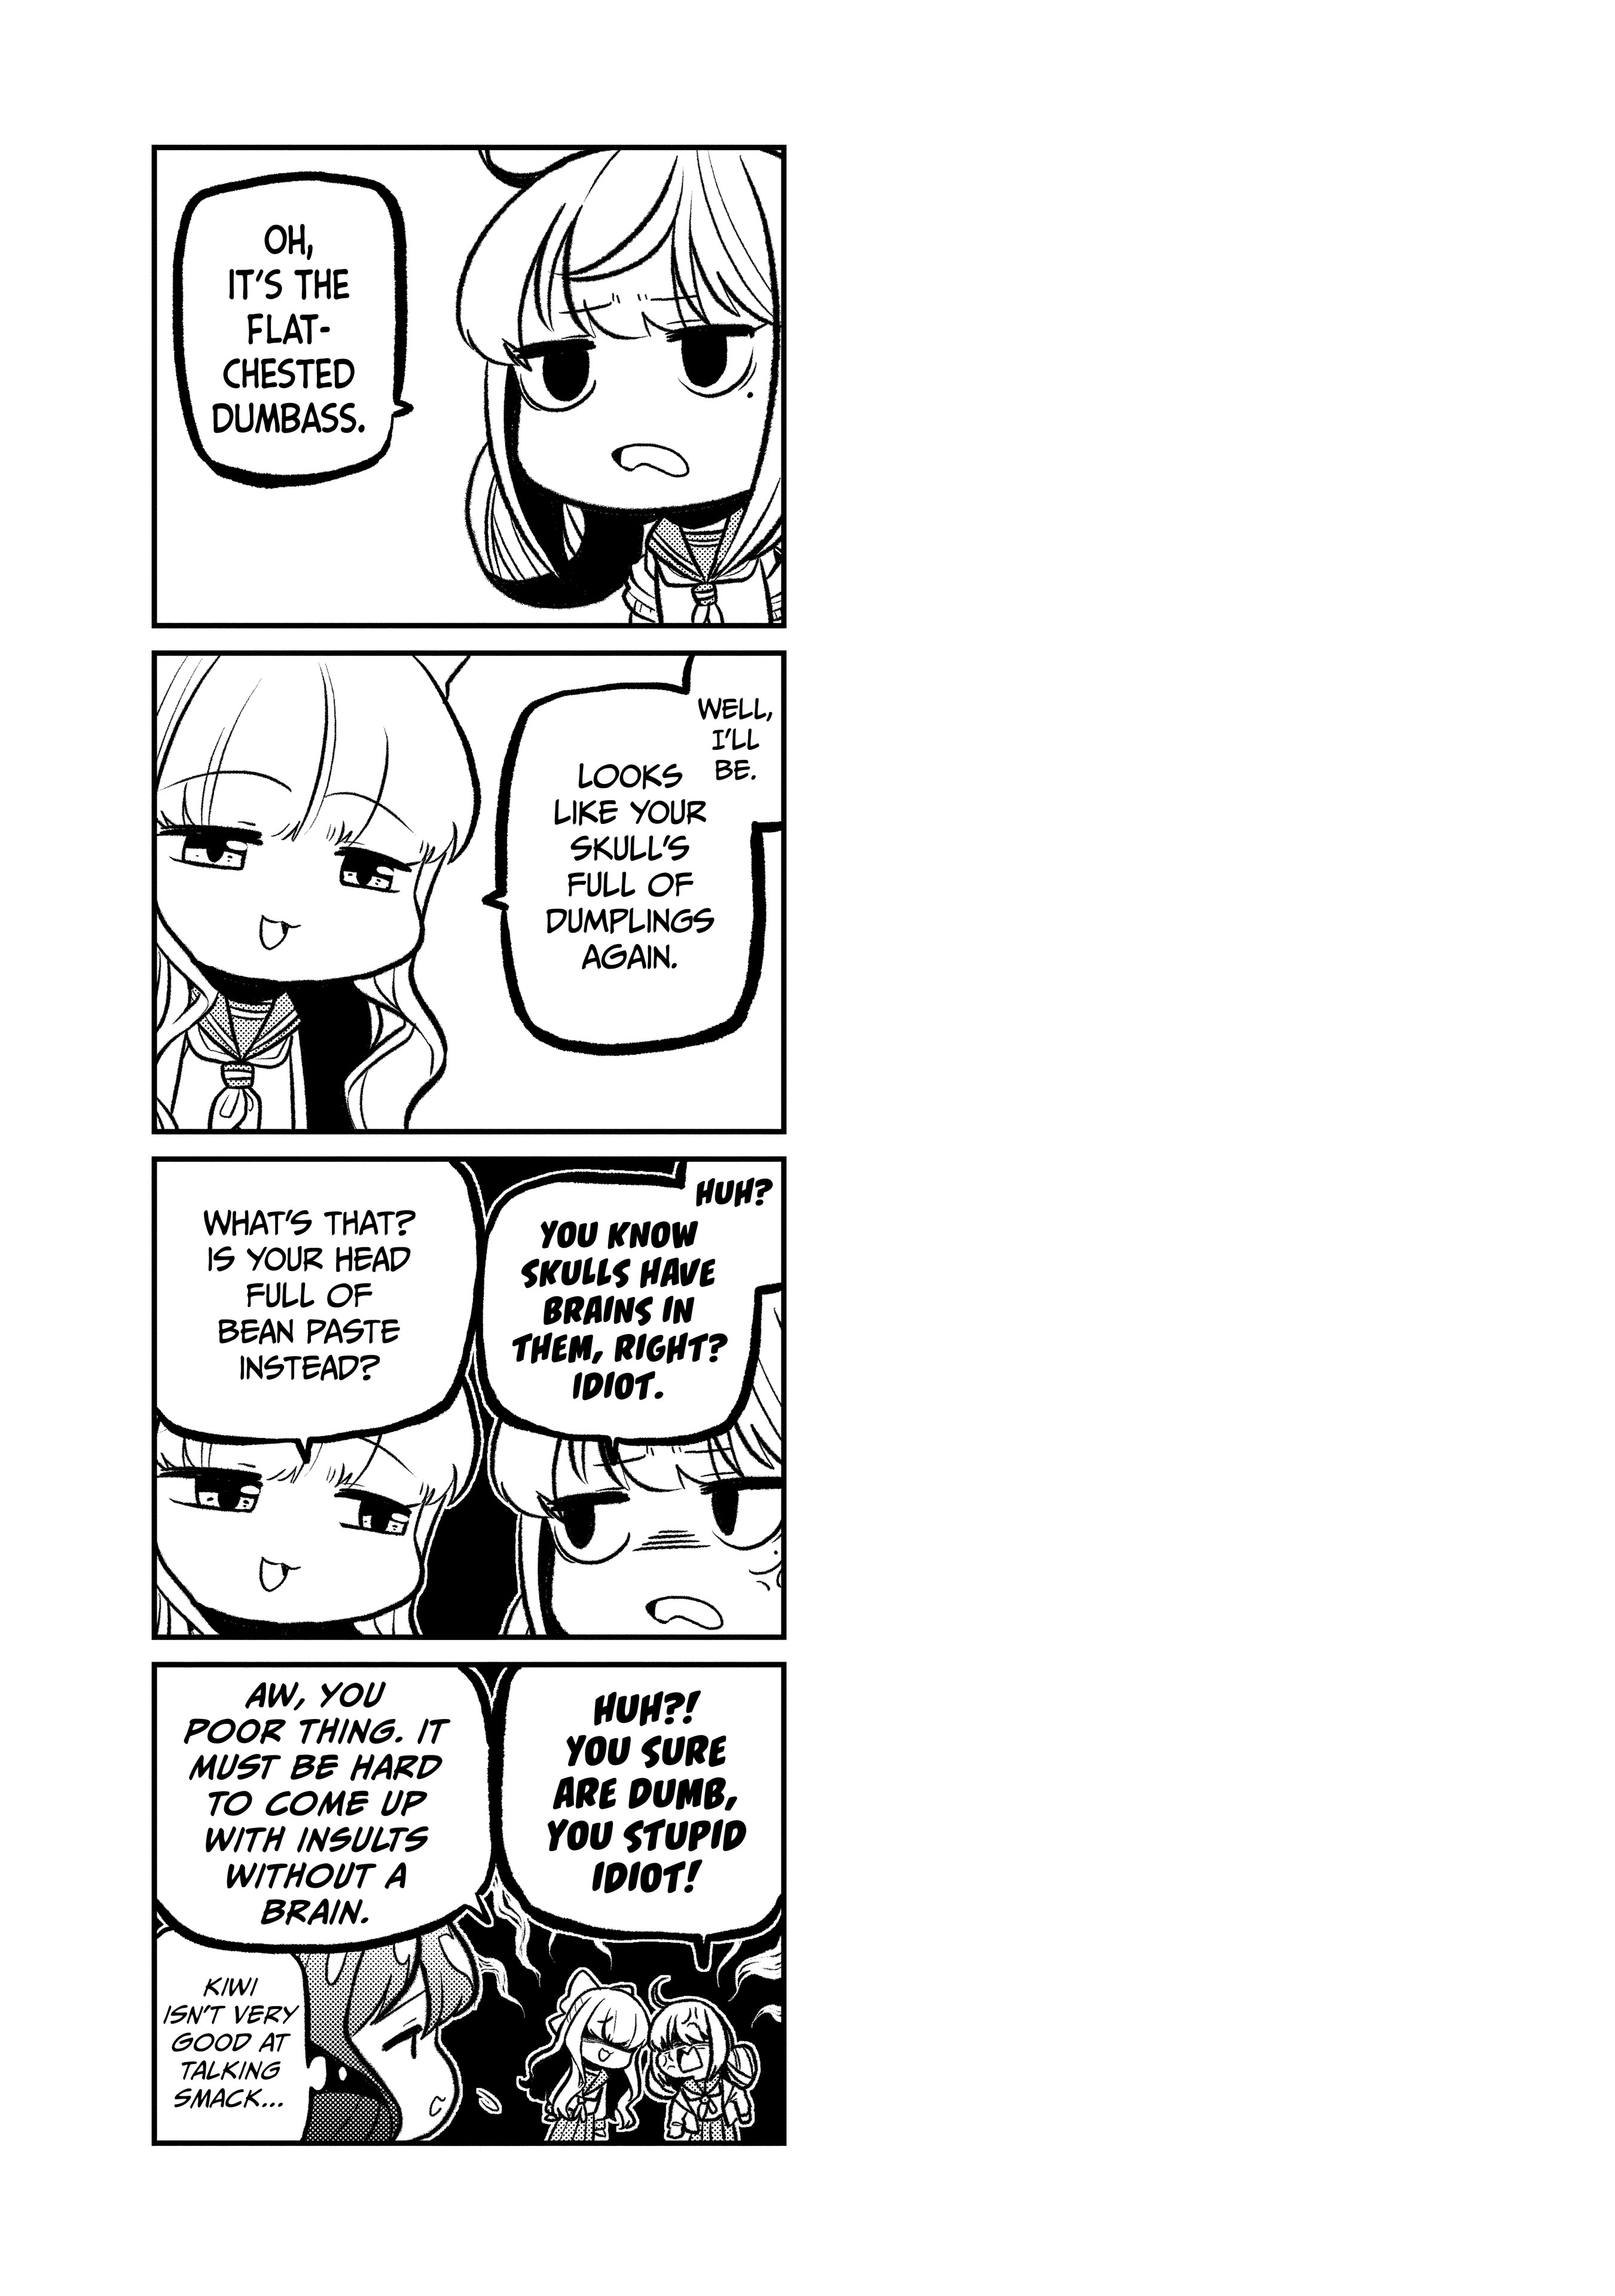 OH,
IT'S THE
FLAT-
CHESTED
DUMBASS.
WELL,
I'LL
BE.
LOOKS
LIKE YOUR
SKULL'S
FULL OF
DUMPLINGS
AGAIN.
HUH?
YOU KNOW
SKULLS HAVE
BRAINS IN
THEM, RIGHT?
IDIOT.
WHAT'S THAT?
IS YOUR HEAD
FULL OF
BEAN PASTE
INSTEAD?
HUH?!
YOU SURE
ARE DUMB,
YOU STUPID
IDIOT!
AW, YOU
POOR THING. IT
MUST BE HARD
TO COME UP
WITH INSULTS
WITHOUT A
BRAIN.
KIWI
ISN'T VERY
GOOD AT
TALKING
SMACK...